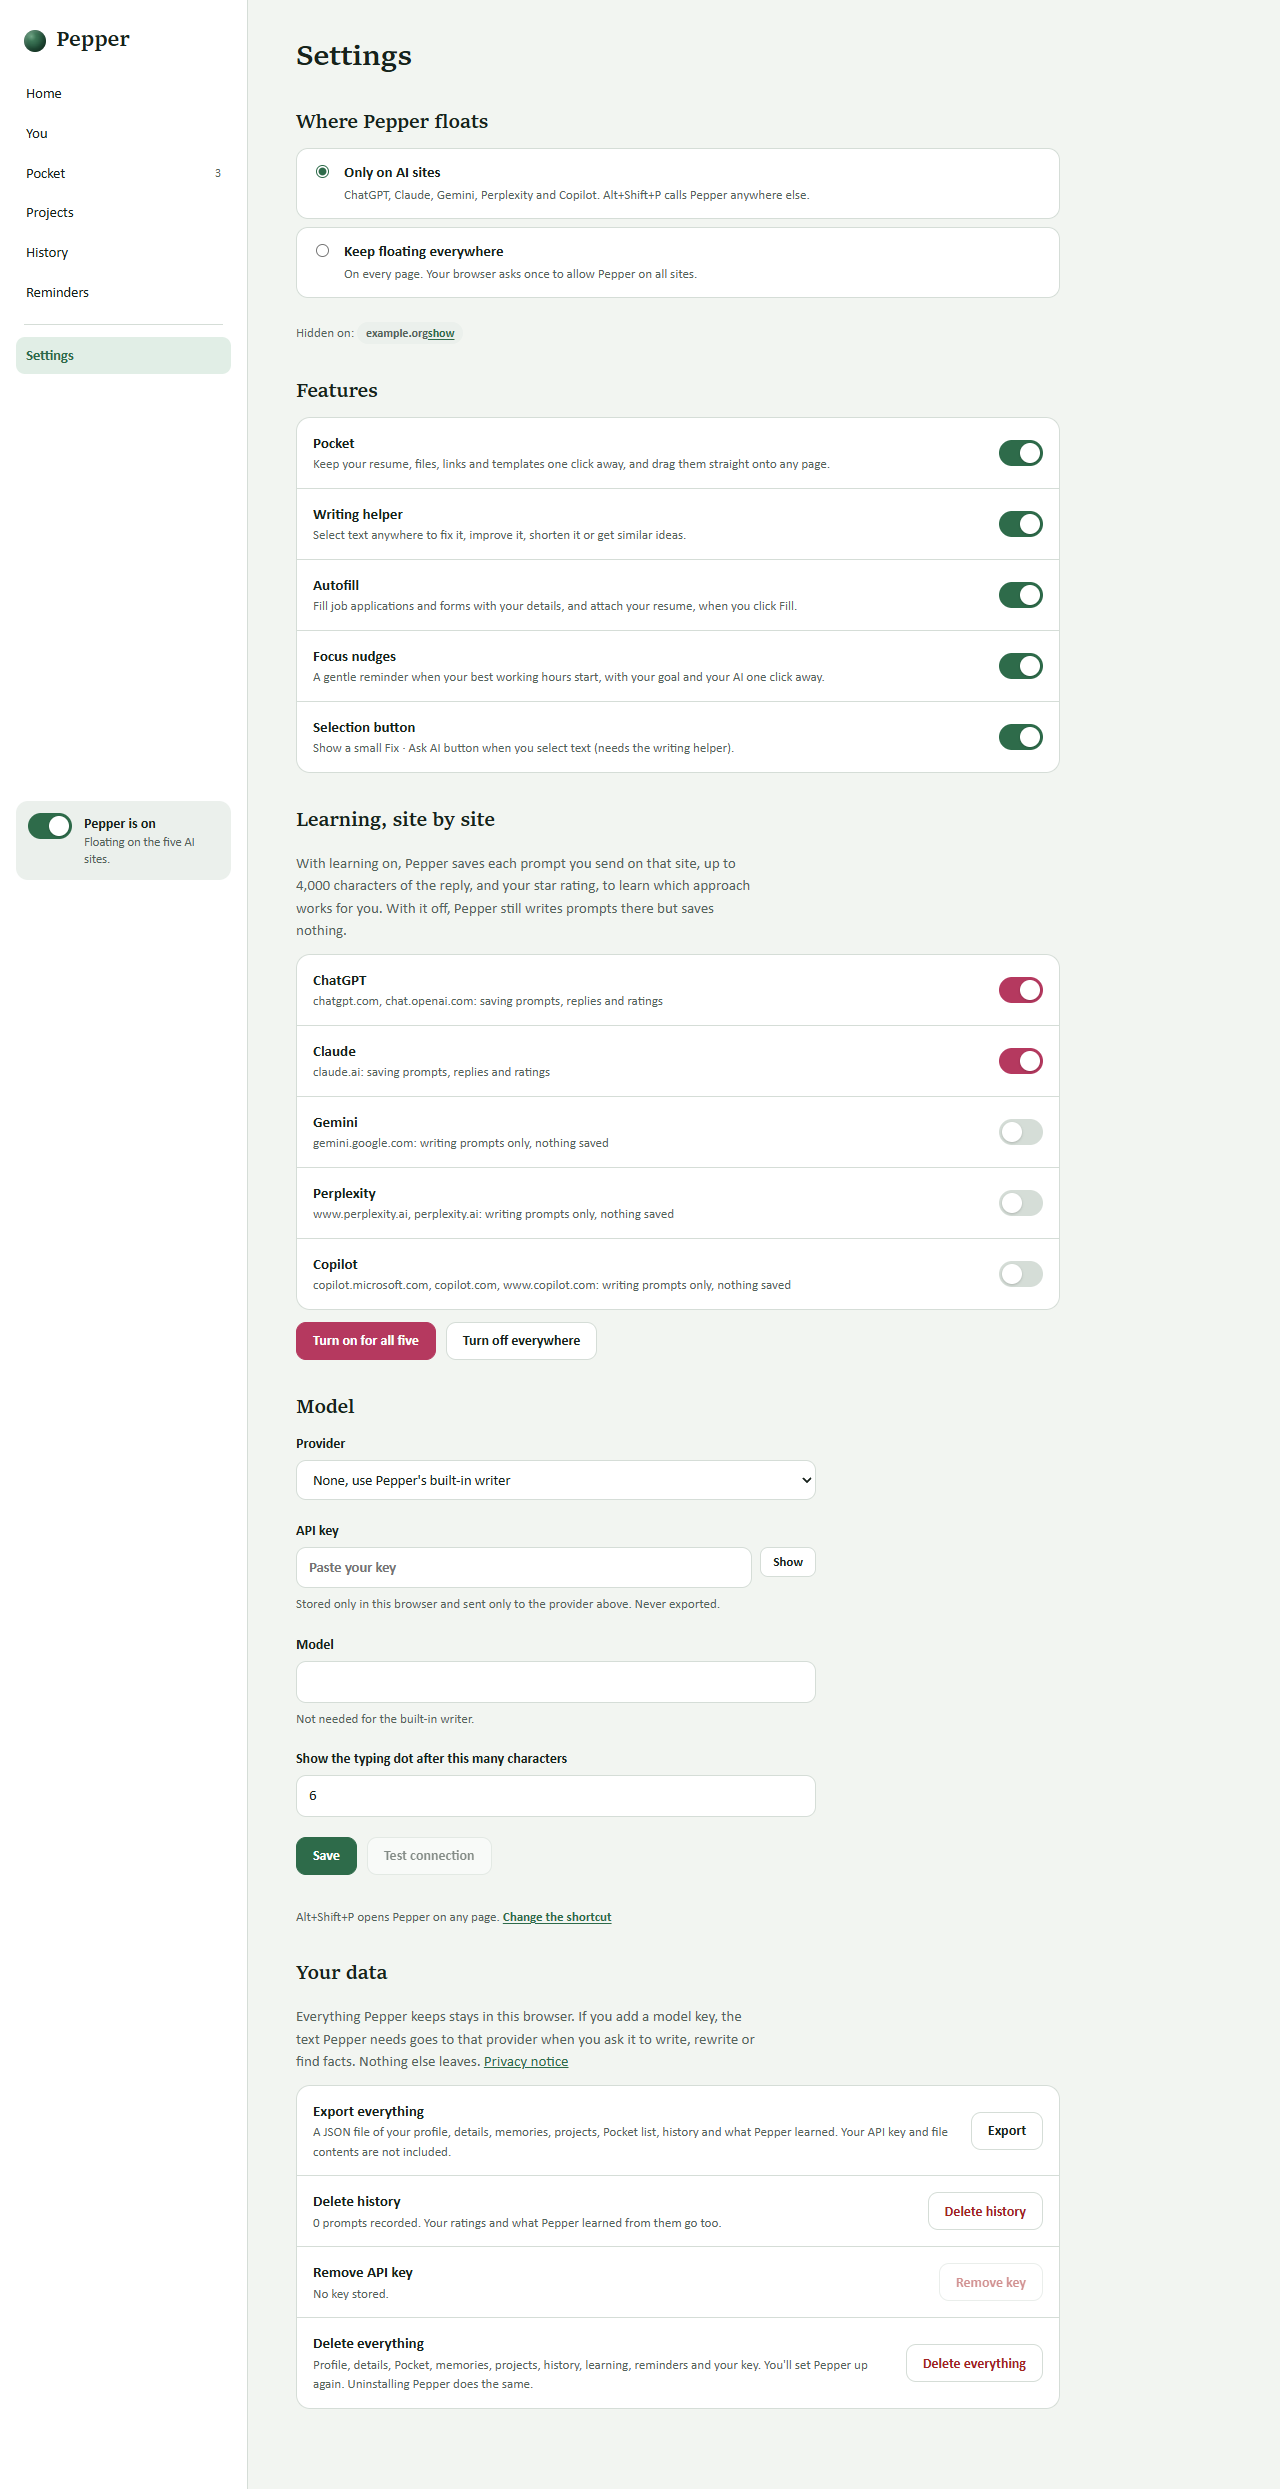 Pepper
Home
You
Pocket 3
Projects
History
Reminders
Settings
Pepper is on
Floating on the five AI
sites.
Settings
Where Pepper floats
Only on AI sites
ChatGPT, Claude, Gemini, Perplexity and Copilot. Alt+Shift+P calls Pepper anywhere else.
Keep floating everywhere
On every page. Your browser asks once to allow Pepper on all sites.
Hidden on: example.orgshow
Features
Pocket
Keep your resume, files, links and templates one click away, and drag them straight onto any page.
Writing helper
Select text anywhere to fix it, improve it, shorten it or get similar ideas.
Autofill
Fill job applications and forms with your details, and attach your resume, when you click Fill.
Focus nudges
A gentle reminder when your best working hours start, with your goal and your AI one click away.
Selection button
Show a small Fix · Ask AI button when you select text (needs the writing helper).
Learning, site by site
With learning on, Pepper saves each prompt you send on that site, up to
4,000 characters of the reply, and your star rating, to learn which approach
works for you. With it off, Pepper still writes prompts there but saves
nothing.
ChatGPT
chatgpt.com, chat.openai.com: saving prompts, replies and ratings
Claude
claude.ai: saving prompts, replies and ratings
Gemini
gemini.google.com: writing prompts only, nothing saved
Perplexity
www.perplexity.ai, perplexity.ai: writing prompts only, nothing saved
Copilot
copilot.microsoft.com, copilot.com, www.copilot.com: writing prompts only, nothing saved
Turn on for all five Turn off everywhere
Model
Provider
None, use Pepper's built-in writer
API key
Paste your key Show
Stored only in this browser and sent only to the provider above. Never exported.
Model
Not needed for the built-in writer.
Show the typing dot after this many characters
6
Save Test connection
Alt+Shift+P opens Pepper on any page. Change the shortcut
Your data
Everything Pepper keeps stays in this browser. If you add a model key, the
text Pepper needs goes to that provider when you ask it to write, rewrite or
find facts. Nothing else leaves. Privacy notice
Export everything
A JSON file of your profile, details, memories, projects, Pocket list, history and what Pepper learned. Your API key and file
contents are not included.
Export
Delete history
0 prompts recorded. Your ratings and what Pepper learned from them go too.
Delete history
Remove API key
No key stored.
Remove key
Delete everything
Profile, details, Pocket, memories, projects, history, learning, reminders and your key. You'll set Pepper up
again. Uninstalling Pepper does the same.
Delete everything